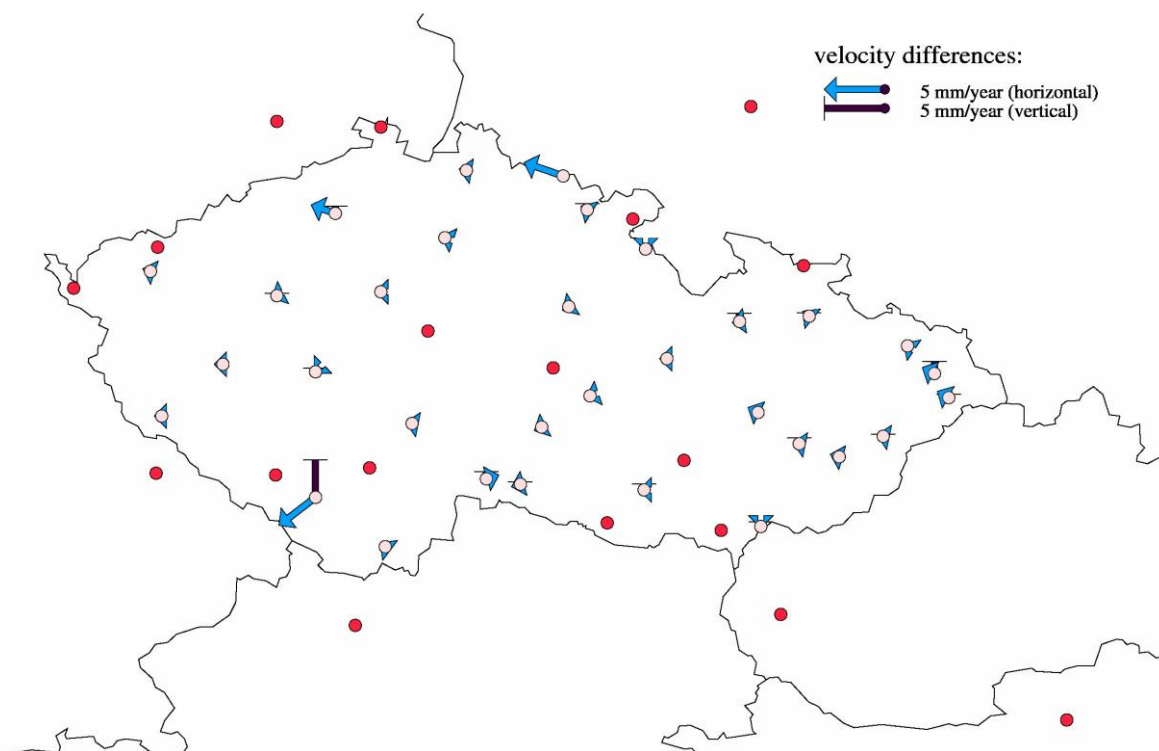 velocity differences:
5 mm/year (horizontal)
5 mm/year (vertical)